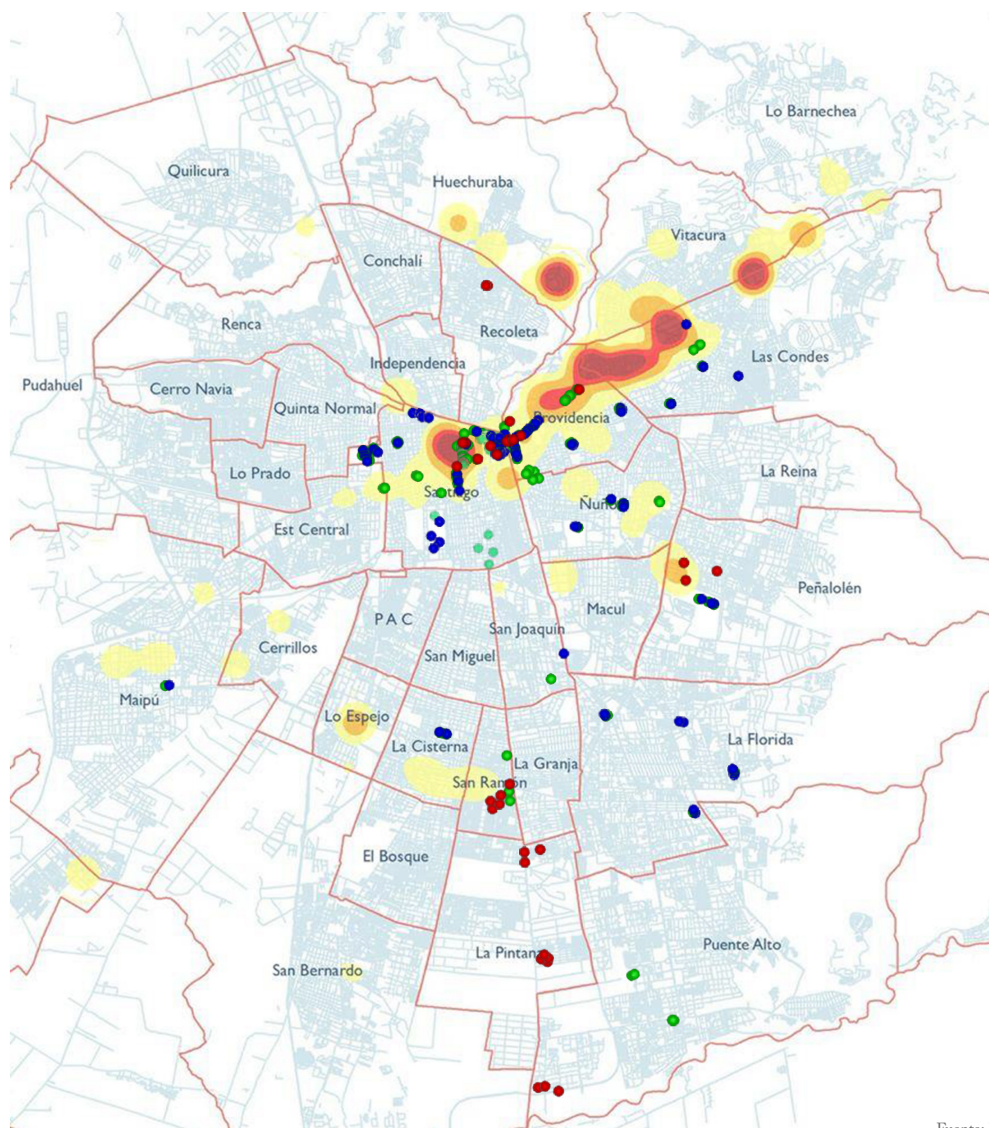 Lo Barnechea
Quilicura
Huechuraba
Vitacura
Conchalí
Renca
Recoleta
Independencia
Las Condes
Pudahuel
Cerro Navia
Quinta Normal
Providencia
Lo Prado
La Reina
Santiago
Ñuñoa
Est Central
Peñalolén
Macul
P A C
San Joaquín
Cerrillos
San Miguel
Maipú
Lo Espejo
La Cisterna
La Florida
La Granja
San Ramón
El Bosque
La Pintana
Puente Alto
San Bernardo